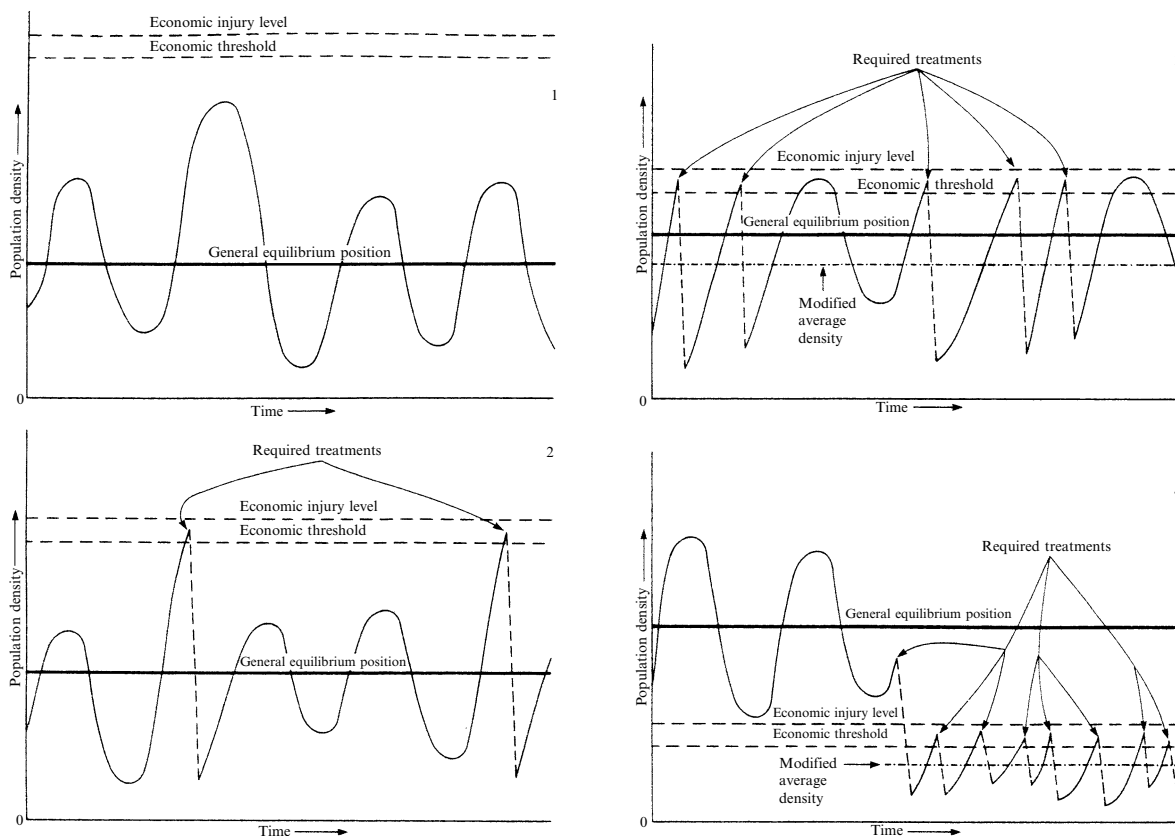 Economic injury level
Economic threshold
1
Population density
General equilibrium position
0
Time
Required treatments
Economic injury level
Economic threshold
Population density
General equilibrium position
Modified
average
density
0
Time
2
Required treatments
Economic injury level
Economic threshold
Population density
General equilibrium position
0
Time
Required treatments
Population density
General equilibrium position
Economic injury level
Economic threshold
Modified
average
density
0
Time